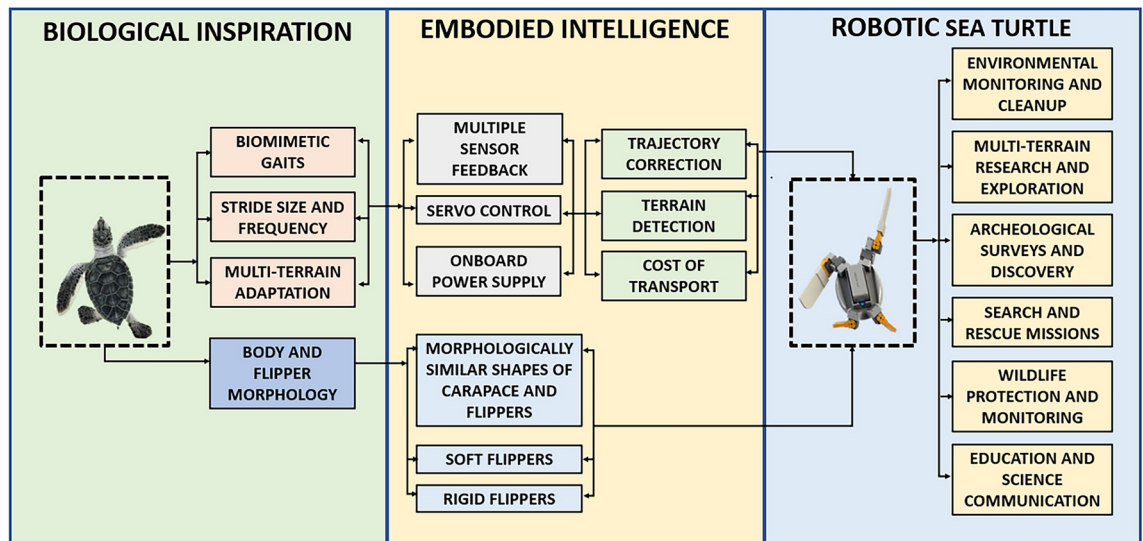 BIOLOGICAL INSPIRATION
BIOMIMETIC
GAITS
STRIDE SIZE AND
FREQUENCY
MULTI-TERRAIN
ADAPTATION
BODY AND
FLIPPER
MORPHOLOGY
EMBODIED INTELLIGENCE
MULTIPLE
SENSOR
FEEDBACK
SERVO CONTROL
ONBOARD
POWER SUPPLY
TRAJECTORY
CORRECTION
TERRAIN
DETECTION
COST OF
TRANSPORT
MORPHOLOGICALLY
SIMILAR SHAPES OF
CARAPACE AND
FLIPPERS
SOFT FLIPPERS
RIGID FLIPPERS
ROBOTIC SEA TURTLE
ENVIRONMENTAL
MONITORING AND
CLEANUP
MULTI-TERRAIN
RESEARCH AND
EXPLORATION
ARCHEOLOGICAL
SURVEYS AND
DISCOVERY
SEARCH AND
RESCUE MISSIONS
WILDLIFE
PROTECTION AND
MONITORING
EDUCATION AND
SCIENCE
COMMUNICATION